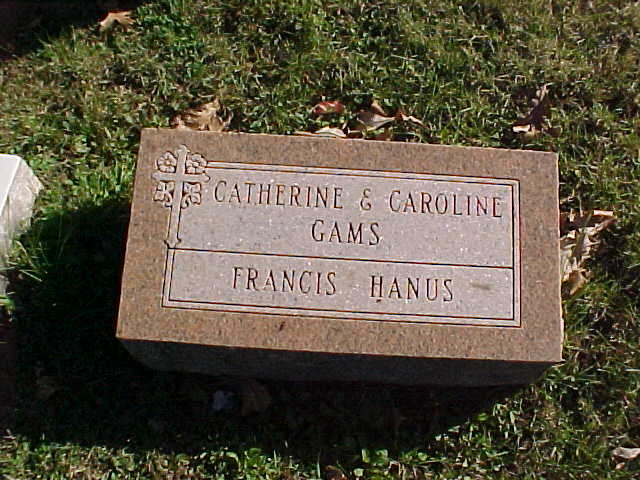 CATHERINE & CAROLINE
GAMS
FRANCIS HANUS